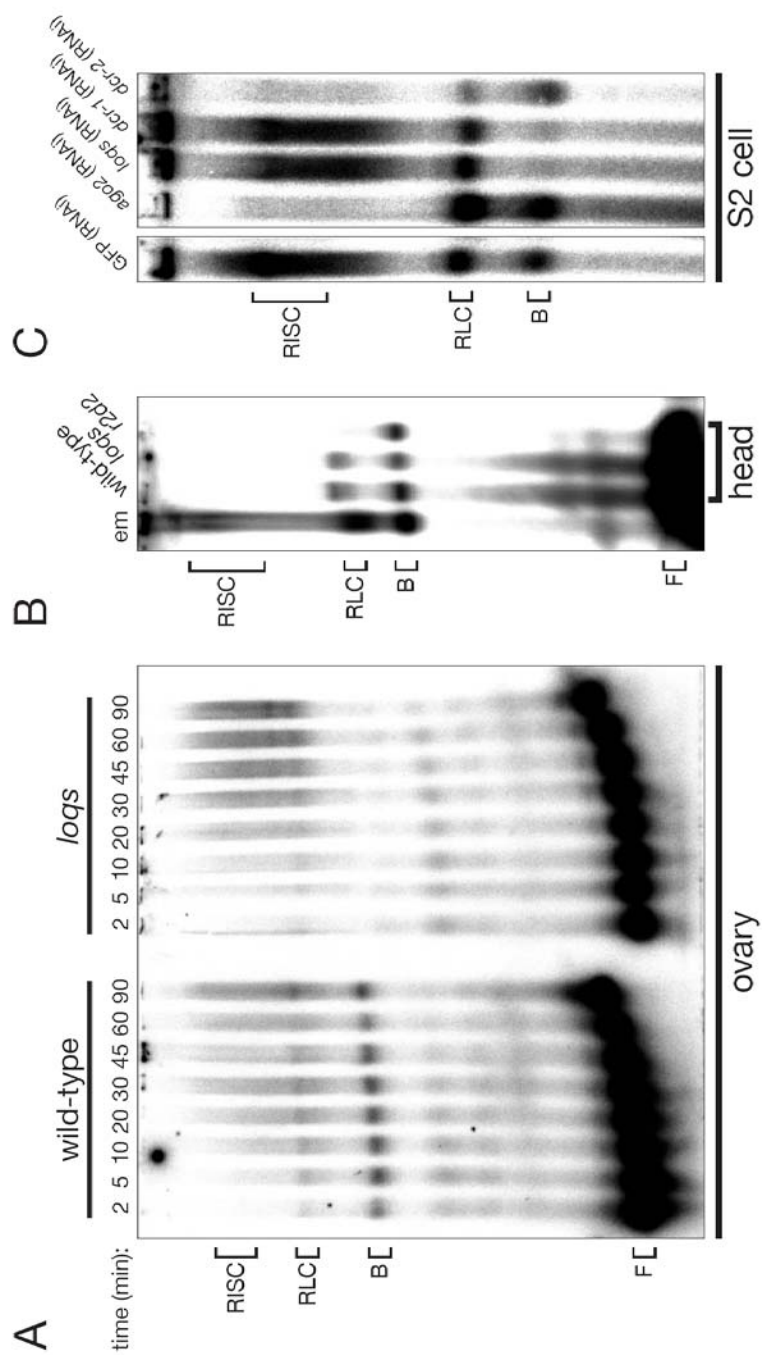 A
wild-type
loqs
time (min): 2 5 10 20 30 45 60 90 2 5 10 20 30 45 60 90
RISC
RLC
B
F
ovary
B
em wild-type loqs r2d2
RISC
RLC
B
F
head
C
GFP (RNAi) ago2 (RNAi) loqs (RNAi) dcr-1 (RNAi) dcr-2 (RNAi)
RISC
RLC
B
S2 cell